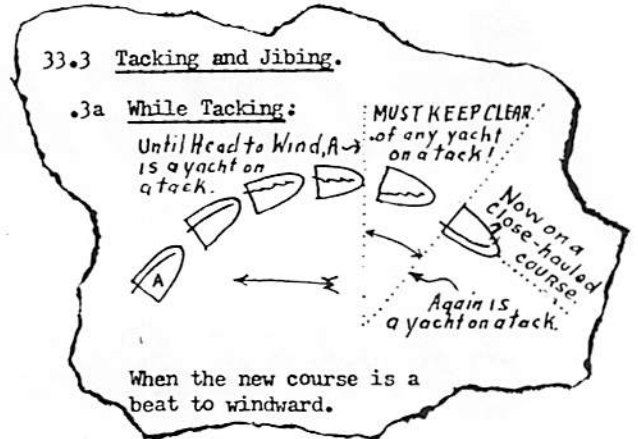 33.3 Tacking and Jibing.
.3a While Tacking:
Until Head to Wind, A→
is a yacht on
a tack.
MUST KEEP CLEAR
of any yacht
on a tack!
Now on a
close-hauled
course.
A
Again is
a yacht on a tack.
When the new course is a
beat to windward.